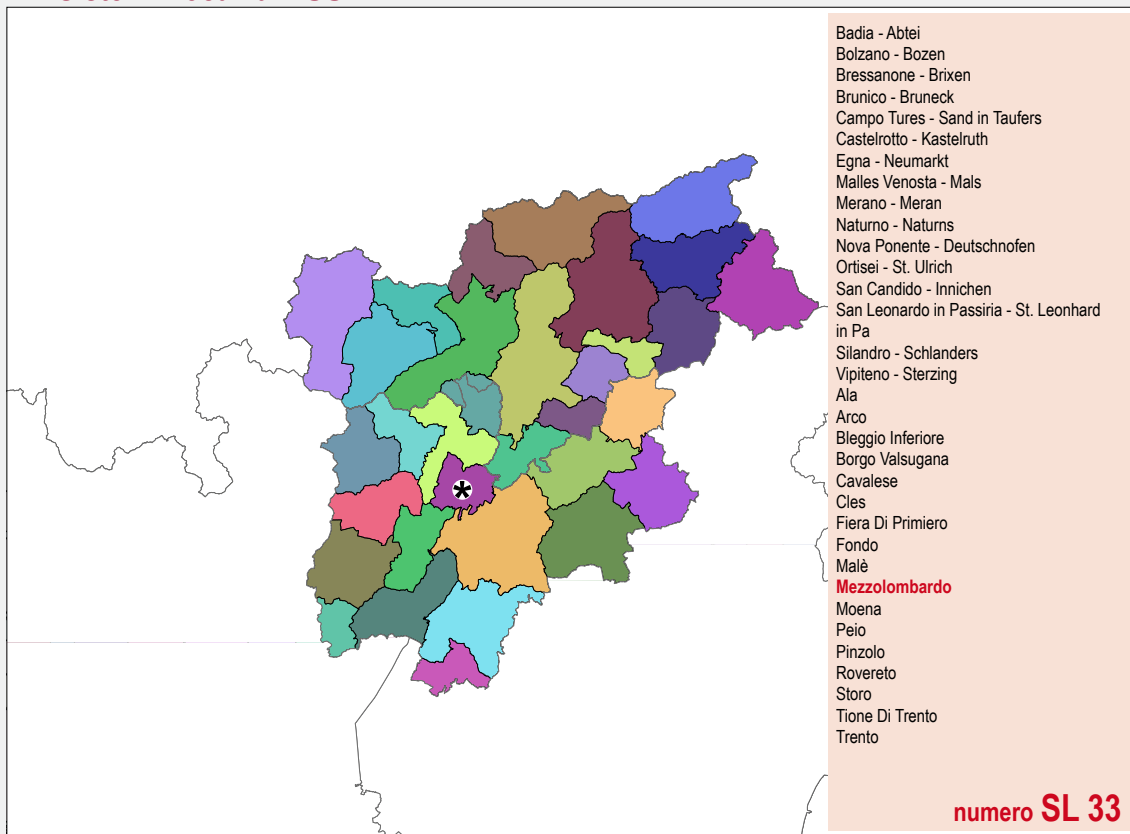 Badia - Abtei
Bolzano - Bozen
Bressanone - Brixen
Brunico - Bruneck
Campo Tures - Sand in Taufers
Castelrotto - Kastelruth
Egna - Neumarkt
Malles Venosta - Mals
Merano - Meran
Naturno - Naturns
Nova Ponente - Deutschnofen
Ortisei - St. Ulrich
San Candido - Innichen
San Leonardo in Passiria - St. Leonhard
in Pa
Silandro - Schlanders
Vipiteno - Sterzing
Ala
Arco
Bleggio Inferiore
Borgo Valsugana
Cavalese
Cles
Fiera Di Primiero
Fondo
Malè
Mezzolombardo
Moena
Peio
Pinzolo
Rovereto
Storo
Tione Di Trento
Trento
numero SL 33
*